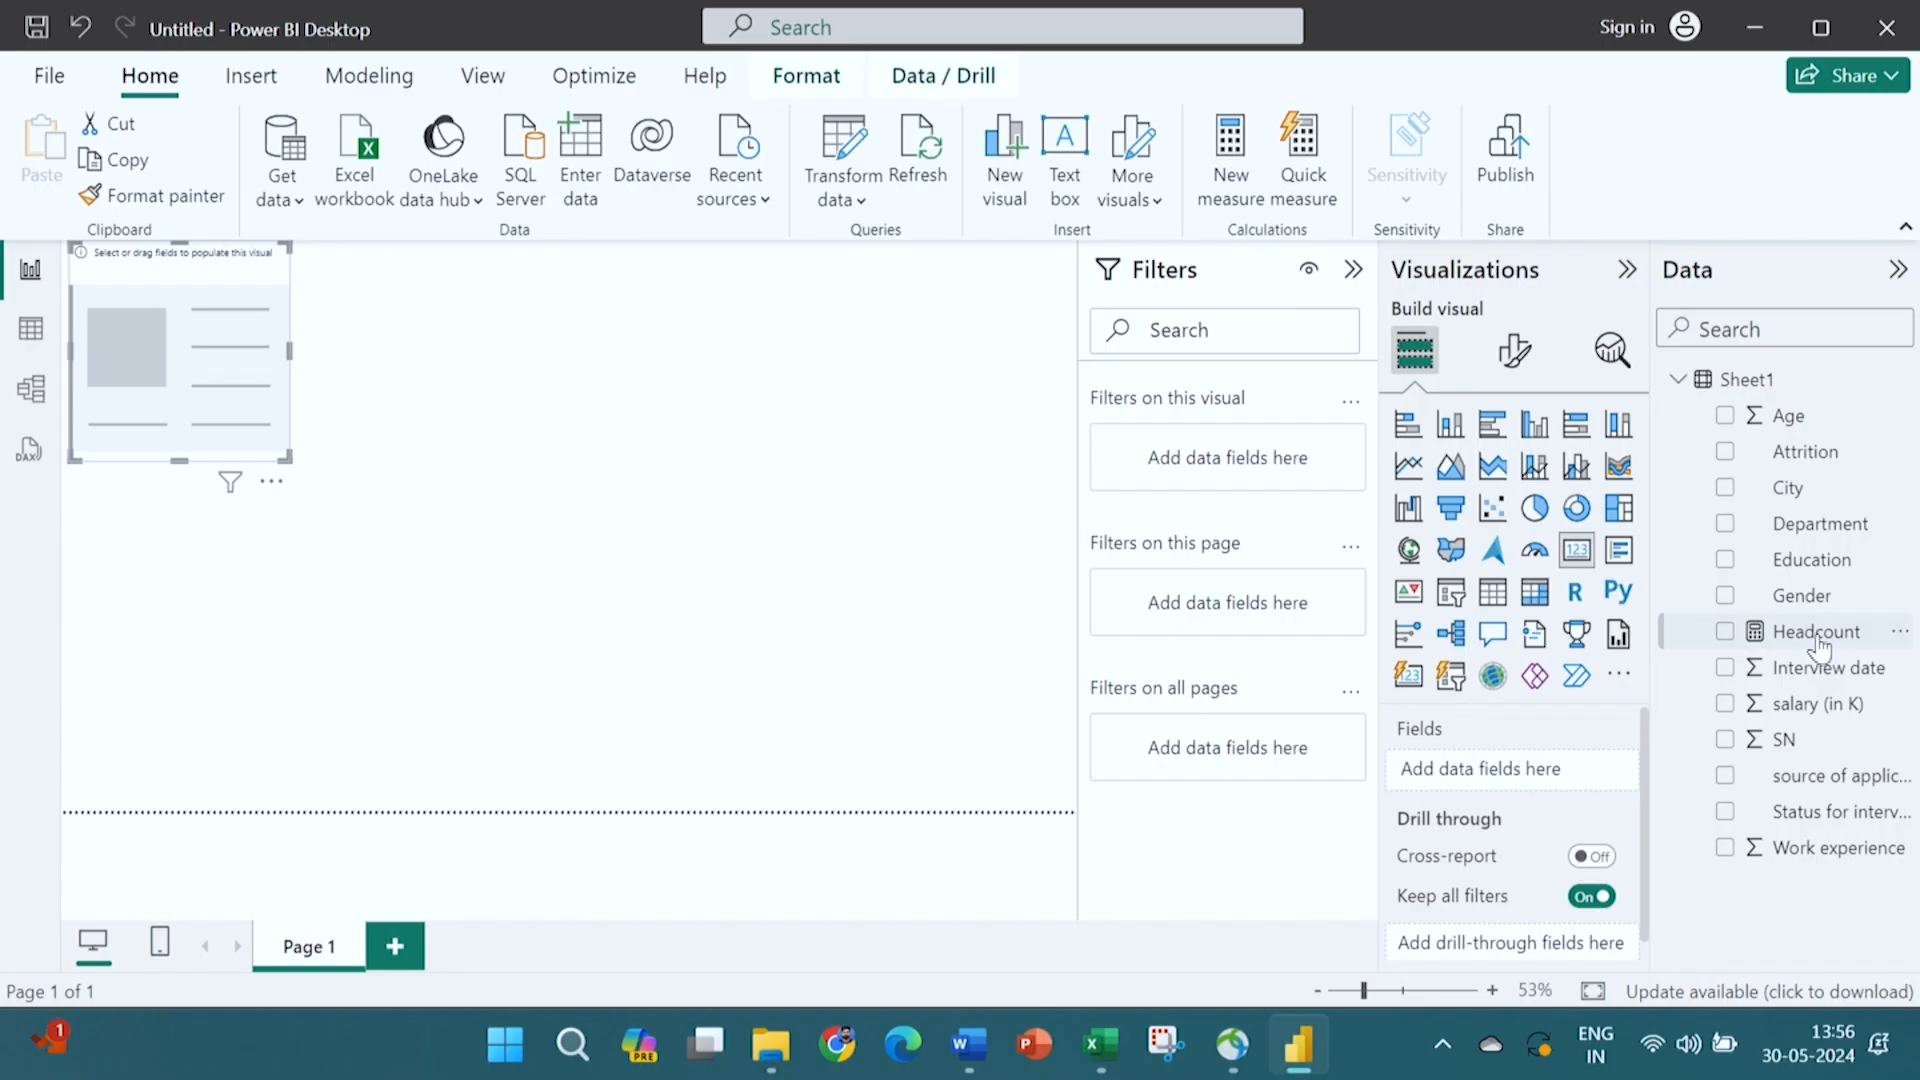 Untitled - Power BI Desktop
Search
Sign in
File
Home
Insert
Modeling
View
Optimize
Help
Format
Data / Drill
Share
Paste
Cut
Copy
Format painter
Clipboard
Get data
Excel workbook
OneLake data hub
SQL Server
Enter data
Dataverse
Recent sources
Data
Transform data
Refresh
Queries
New visual
Text box
More visuals
Insert
New measure
Quick measure
Calculations
Sensitivity
Sensitivity
Publish
Share
Select or drag fields to populate this visual
DAX
Filters
Search
Filters on this visual
...
Add data fields here
Filters on this page
...
Add data fields here
Filters on all pages
...
Add data fields here
Visualizations
Build visual
123
R
Py
123
...
Fields
Add data fields here
Drill through
Cross-report
Off
Keep all filters
On
Add drill-through fields here
Data
Search
Sheet1
Age
Attrition
City
Department
Education
Gender
Headcount
...
Interview date
salary (in K)
SN
source of applic...
Status for interv...
Work experience
Page 1
+
Page 1 of 1
- + 53%
Update available (click to download)
1
PRE
ENG
IN
13:56
30-05-2024